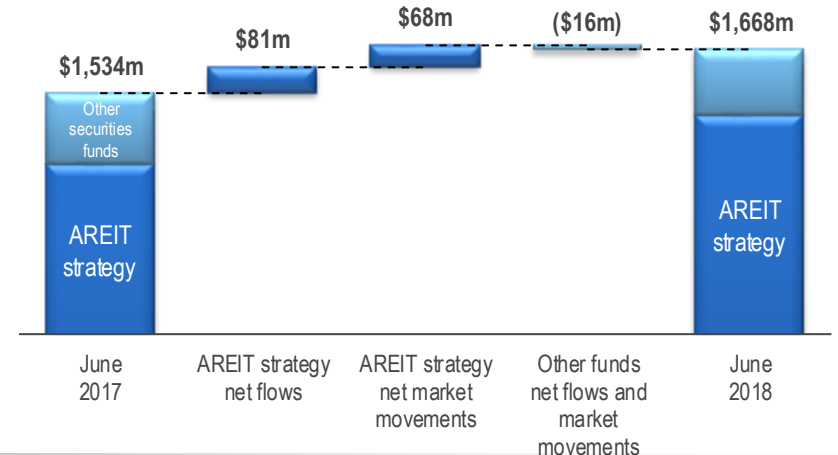 $1,534m
$81m
$68m
($16m)
$1,668m
Other
securities
funds
AREIT
strategy
AREIT
strategy
June
2017
AREIT strategy
net flows
AREIT strategy
net market
movements
Other funds
net flows and
market
movements
June
2018